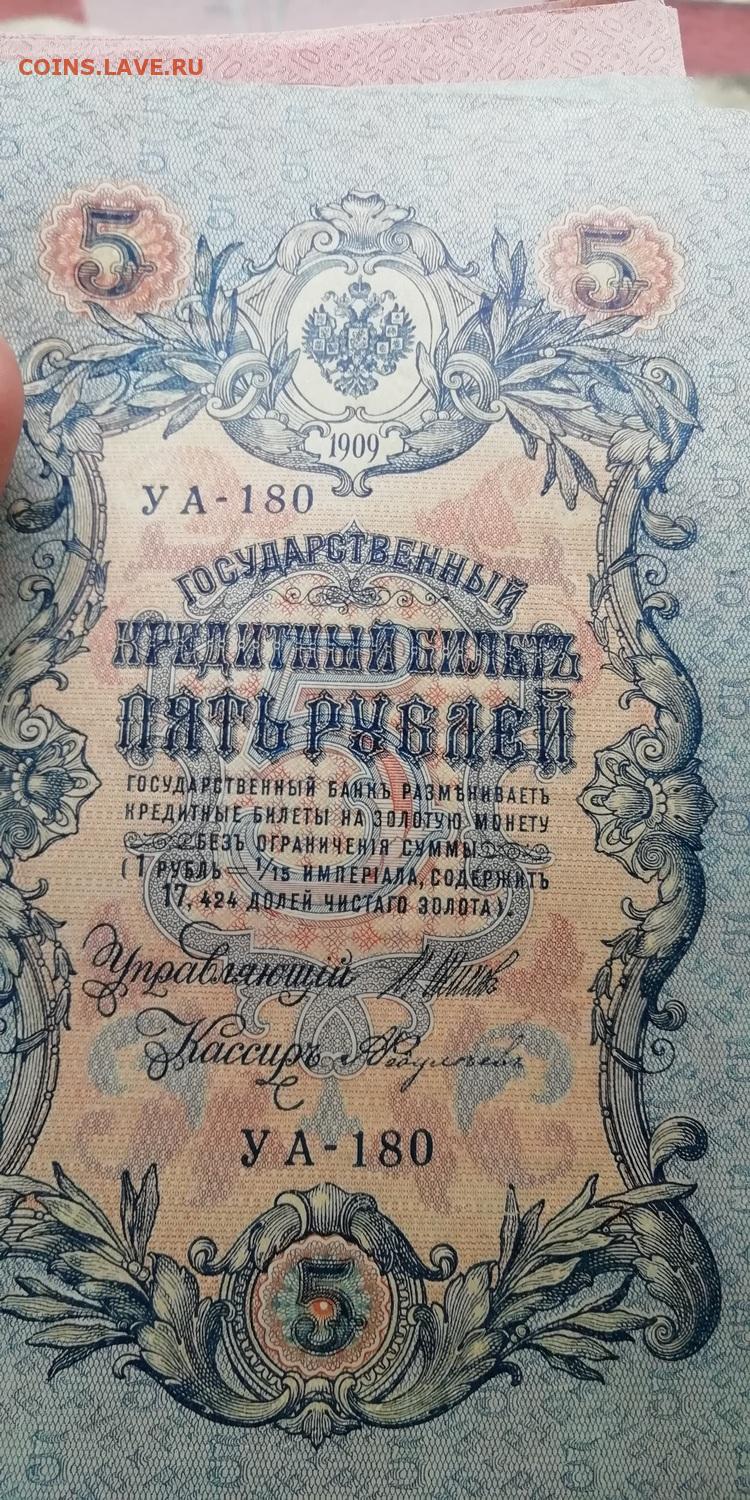 COINS.LAVE.RU
5 5
1909
УА-180
ГОСУДАРСТВЕННЫЙ
КРЕДИТНЫЙ БИЛЕТЪ
ПЯТЬ РУБЛЕЙ
ГОСУДАРСТВЕННЫЙ БАНКЪ РАЗМѢНИВАЕТЪ
КРЕДИТНЫЕ БИЛЕТЫ НА ЗОЛОТУЮ МОНЕТУ
БЕЗЪ ОГРАНИЧЕНІЯ СУММЫ
(1 РУБЛЬ — 1/15 ИМПЕРІАЛА, СОДЕРЖИТЪ
17,424 ДОЛЕЙ ЧИСТАГО ЗОЛОТА).
Управляющій
Кассиръ
УА-180
5